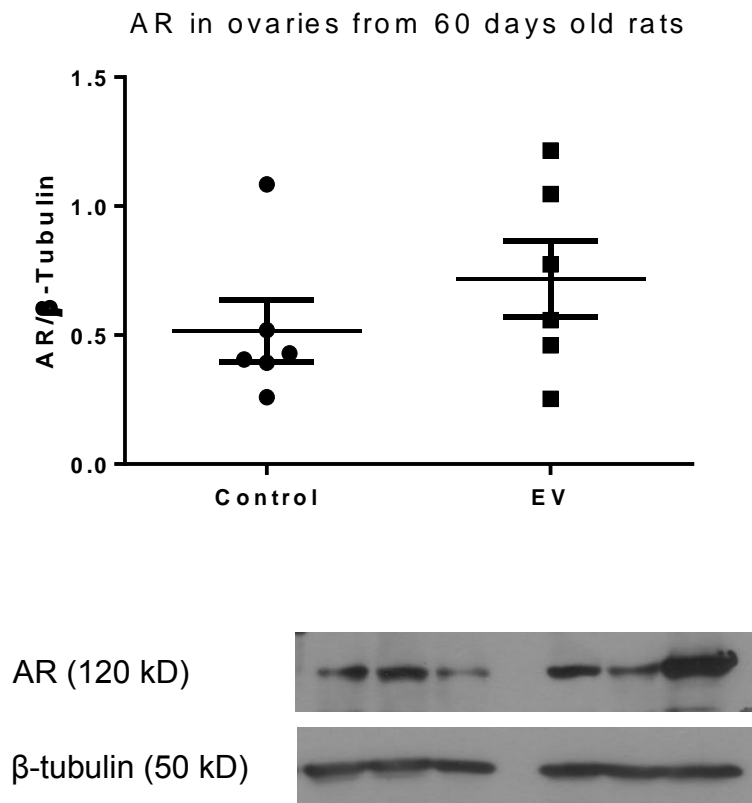 AR in ovaries from 60 days old rats
1.5
1.0
0.5
0.0
AR/β-Tubulin
Control EV
AR (120 kD)
β-tubulin (50 kD)